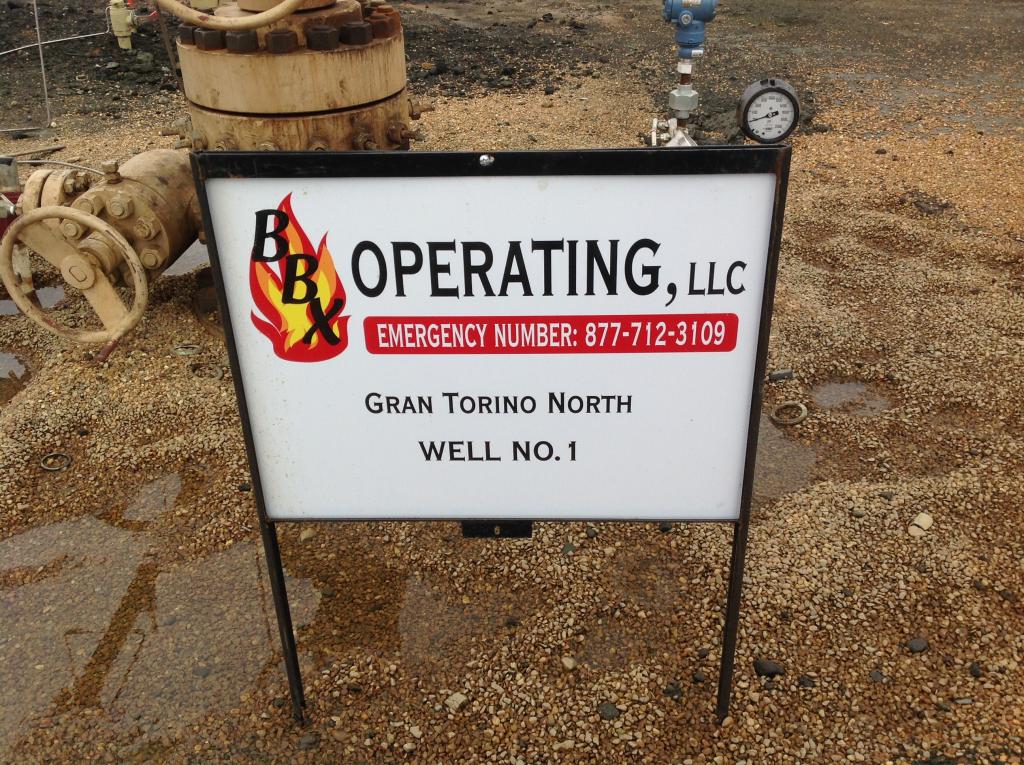 BBX OPERATING, LLC
EMERGENCY NUMBER: 877-712-3109
GRAN TORINO NORTH
WELL NO. 1